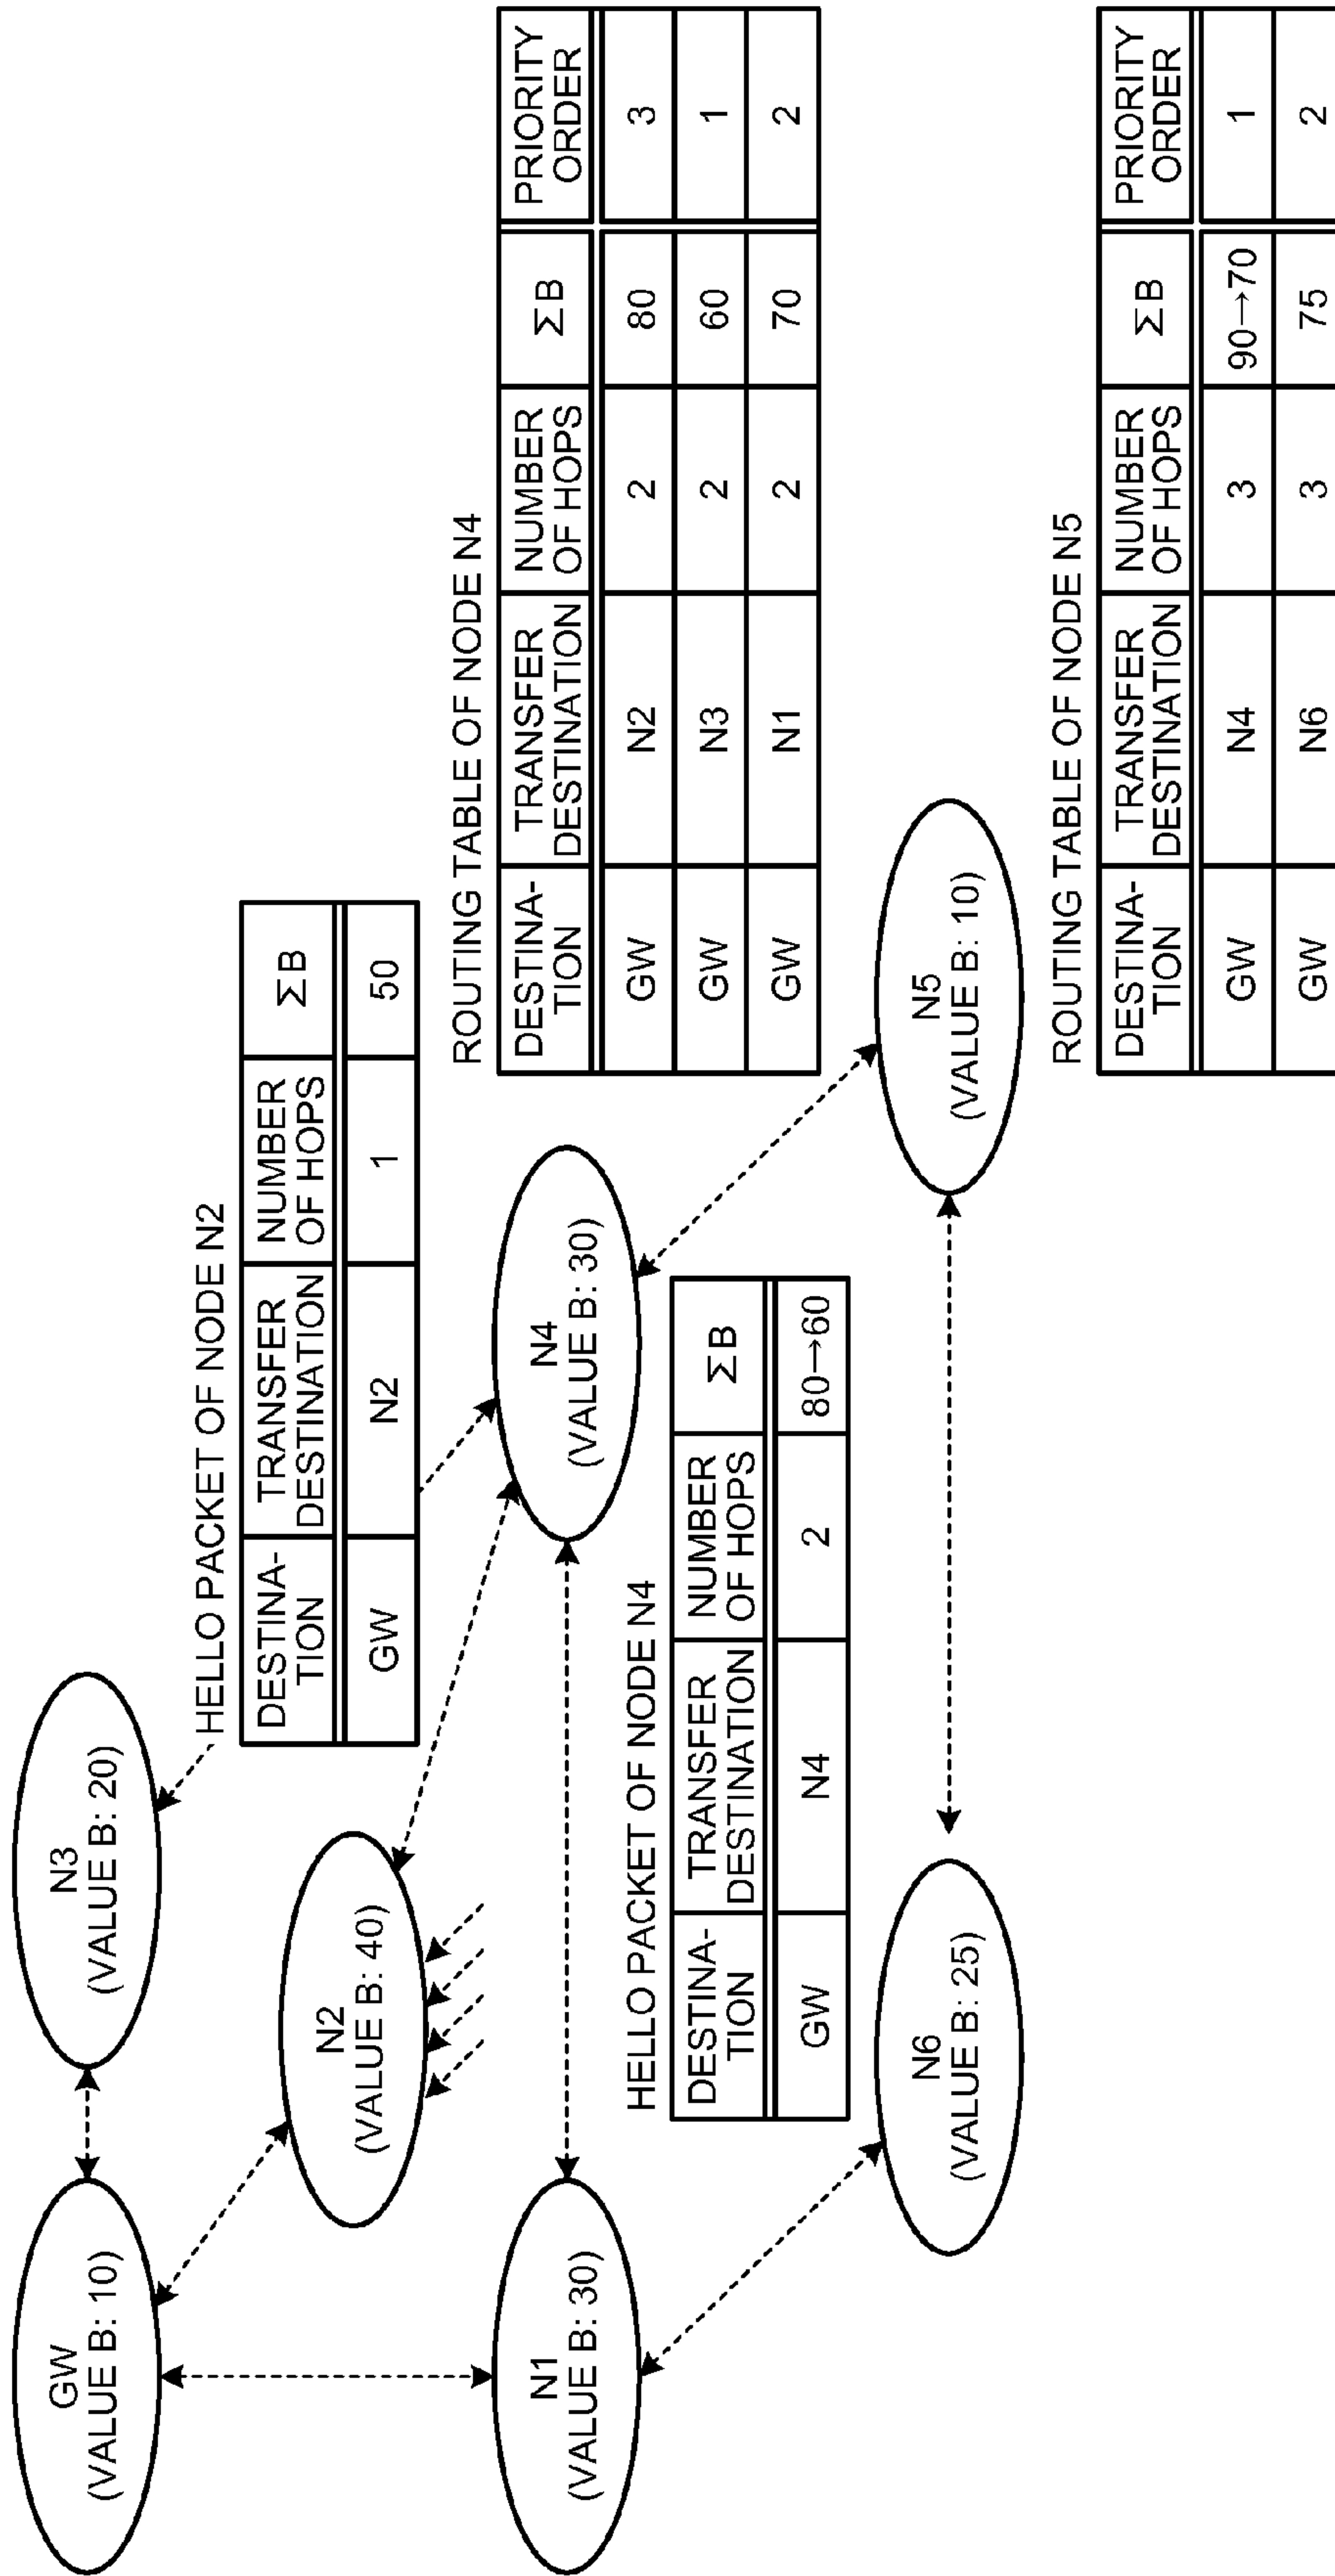 GW
(VALUE B: 10)
N3
(VALUE B: 20)
N2
(VALUE B: 40)
N1
(VALUE B: 30)
N4
(VALUE B: 30)
N6
(VALUE B: 25)
N5
(VALUE B: 10)
HELLO PACKET OF NODE N2
DESTINA-
TION
TRANSFER
DESTINATION
NUMBER
OF HOPS
ΣB
GW N2 1 50
HELLO PACKET OF NODE N4
DESTINA-
TION
TRANSFER
DESTINATION
NUMBER
OF HOPS
ΣB
GW N4 2 80→60
ROUTING TABLE OF NODE N4
DESTINA-
TION
TRANSFER
DESTINATION
NUMBER
OF HOPS
ΣB
PRIORITY
ORDER
GW N2 2 80 3
GW N3 2 60 1
GW N1 2 70 2
ROUTING TABLE OF NODE N5
DESTINA-
TION
TRANSFER
DESTINATION
NUMBER
OF HOPS
ΣB
PRIORITY
ORDER
GW N4 3 90→70 1
GW N6 3 75 2